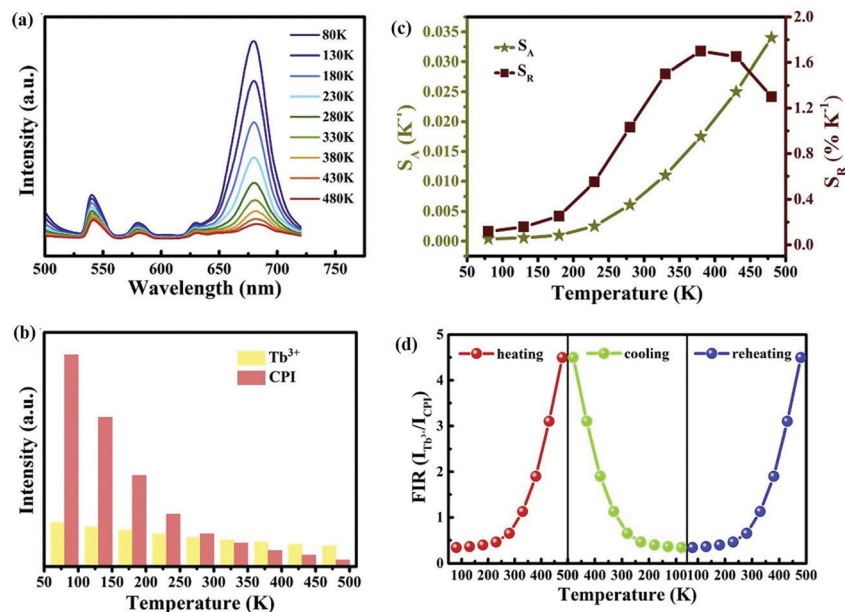 (a)
80K
130K
180K
230K
280K
330K
380K
430K
480K
Intensity (a.u.)
500 550 600 650 700 750
Wavelength (nm)
(c)
S_A
S_R
0.035
0.030
0.025
0.020
0.015
0.010
0.005
0.000
S_A (K⁻¹)
2.0
1.6
1.2
0.8
0.4
0.0
S_R (% K⁻¹)
50 100 150 200 250 300 350 400 450 500
Temperature (K)
(b)
Tb³⁺
CPI
Intensity (a.u.)
50 100 150 200 250 300 350 400 450 500
Temperature (K)
(d)
heating
cooling
reheating
5
4
3
2
1
0
FIR (I_Tb³⁺/I_CPI)
100 200 300 400 500 400 300 200 100 100 200 300 400 500
Temperature (K)